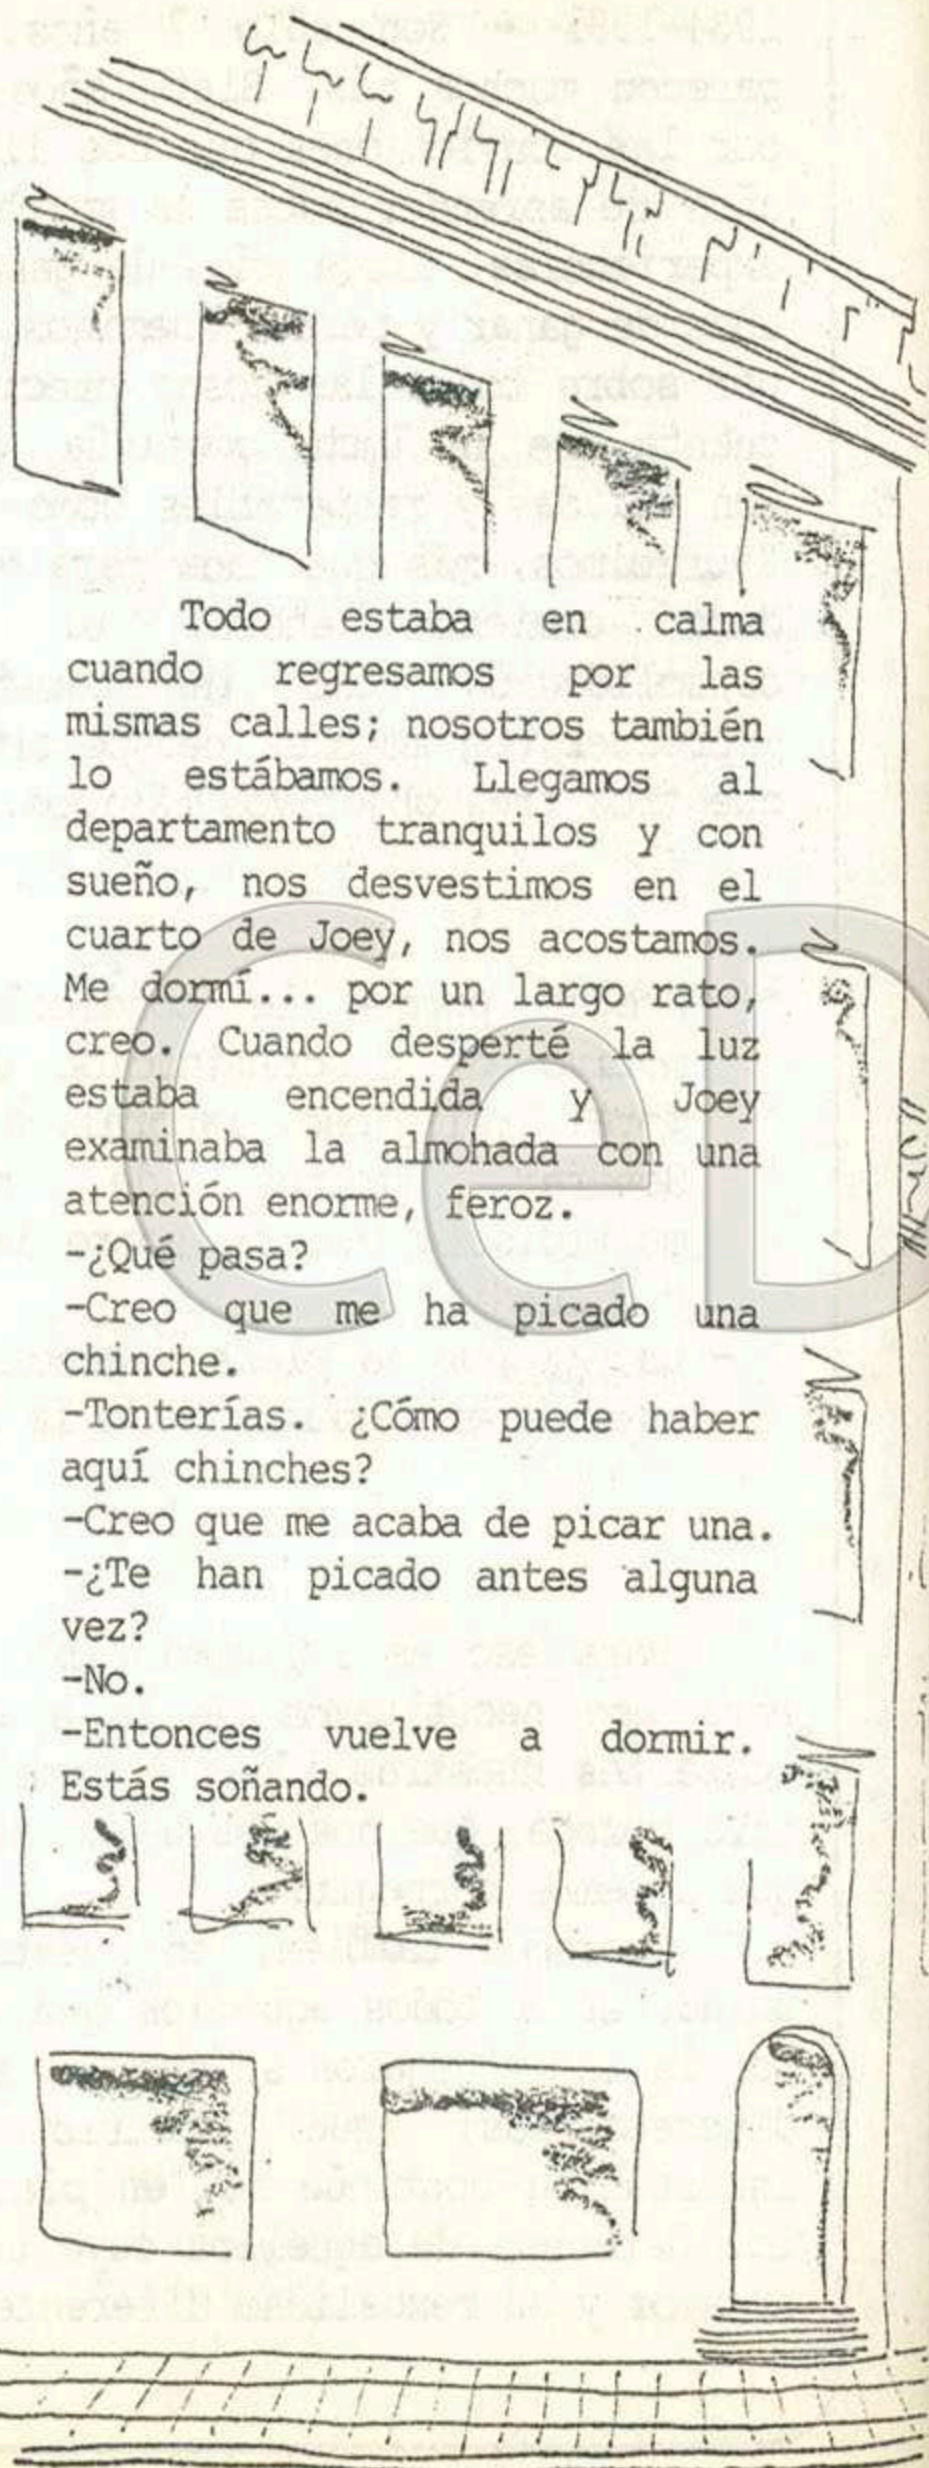 Todo estaba en calma
cuando regresamos por las
mismas calles; nosotros también
lo estábamos. Llegamos al
departamento tranquilos y con
sueño, nos desvestimos en el
cuarto de Joey, nos acostamos.
Me dormí... por un largo rato,
creo. Cuando desperté la luz
estaba encendida y Joey
examinaba la almohada con una
atención enorme, feroz.
-¿Qué pasa?
-Creo que me ha picado una
chinche.
-Tonterías. ¿Cómo puede haber
aquí chinches?
-Creo que me acaba de picar una.
-¿Te han picado antes alguna
vez?
-No.
-Entonces vuelve a dormir.
Estás soñando.
CeD